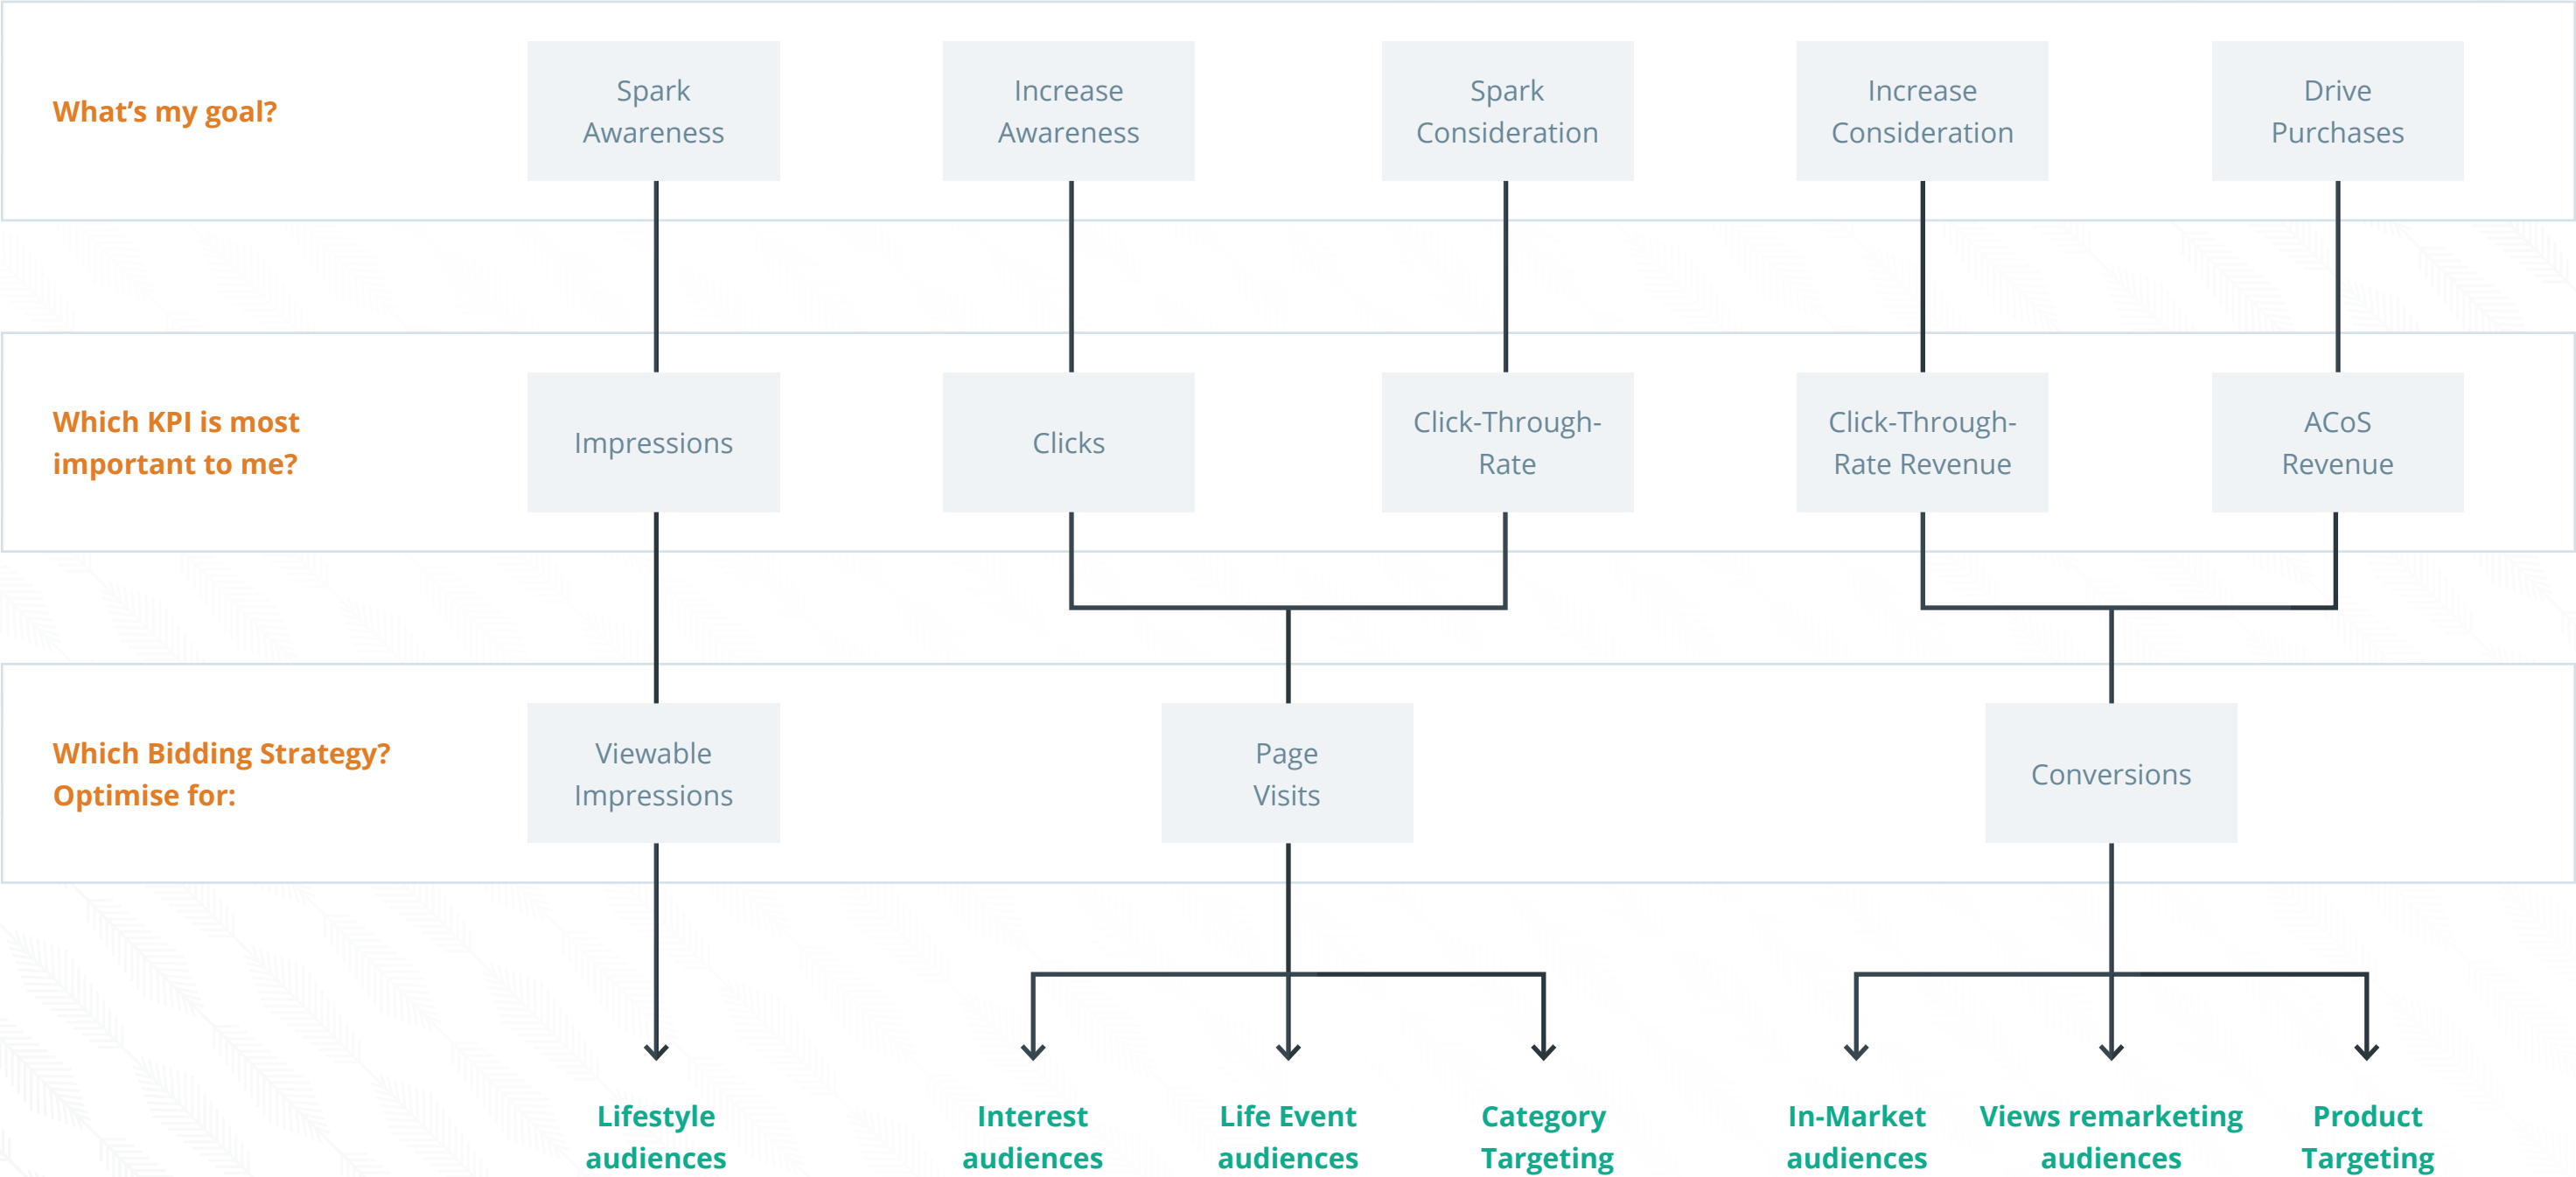 What’s my goal?
Spark
Awareness
Increase
Awareness
Spark
Consideration
Increase
Consideration
Drive
Purchases
Which KPI is most
important to me?
Impressions
Clicks
Click-Through-
Rate
Click-Through-
Rate Revenue
ACoS
Revenue
Which Bidding Strategy?
Optimise for:
Viewable
Impressions
Page
Visits
Conversions
Lifestyle
audiences
Interest
audiences
Life Event
audiences
Category
Targeting
In-Market
audiences
Views remarketing
audiences
Product
Targeting